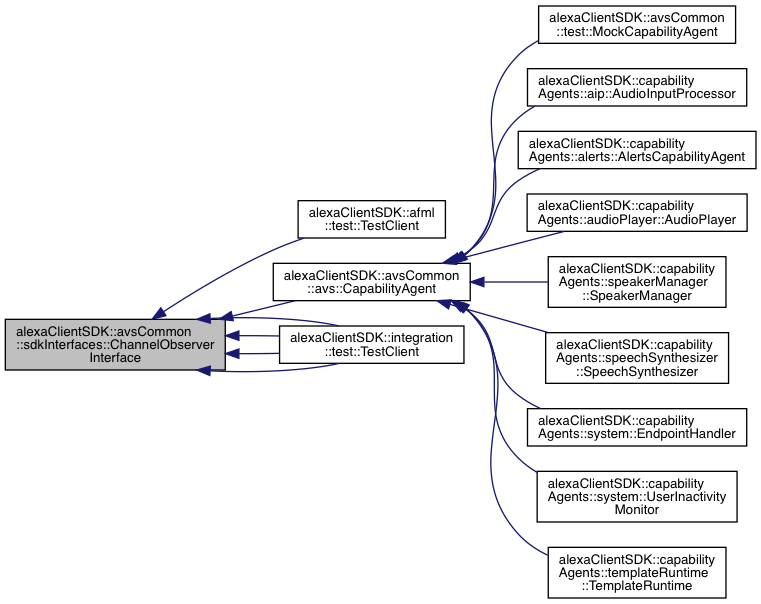 alexaClientSDK::avsCommon
::test::MockCapabilityAgent
alexaClientSDK::capability
Agents::aip::AudioInputProcessor
alexaClientSDK::capability
Agents::alerts::AlertsCapabilityAgent
alexaClientSDK::capability
Agents::audioPlayer::AudioPlayer
alexaClientSDK::afml
::test::TestClient
alexaClientSDK::avsCommon
::avs::CapabilityAgent
alexaClientSDK::capability
Agents::speakerManager
::SpeakerManager
alexaClientSDK::avsCommon
::sdkInterfaces::ChannelObserver
Interface
alexaClientSDK::integration
::test::TestClient
alexaClientSDK::capability
Agents::speechSynthesizer
::SpeechSynthesizer
alexaClientSDK::capability
Agents::system::EndpointHandler
alexaClientSDK::capability
Agents::system::UserInactivity
Monitor
alexaClientSDK::capability
Agents::templateRuntime
::TemplateRuntime